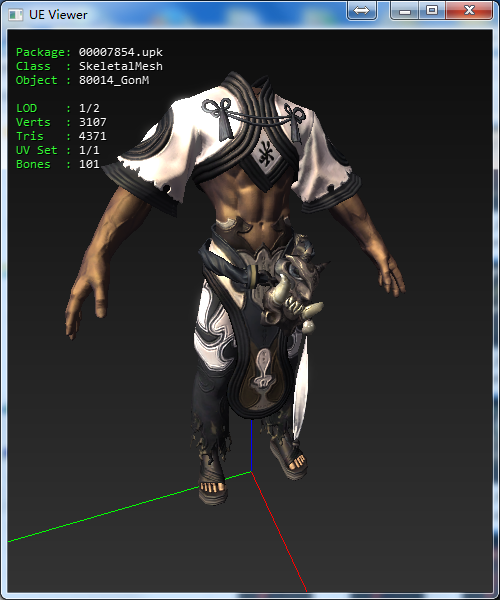 UE Viewer
Package: 00007854.upk
Class : SkeletalMesh
Object : 80014_GonM
LOD : 1/2
Verts : 3107
Tris : 4371
UV Set : 1/1
Bones : 101